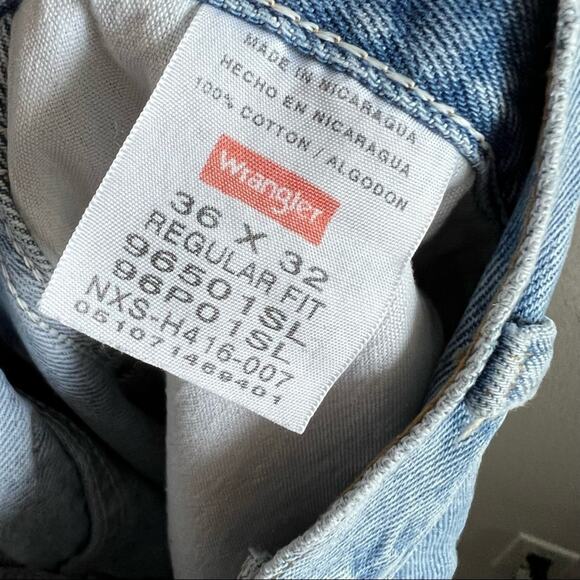 MADE IN NICARAGUA
HECHO EN NICARAGUA
100% COTTON / ALGODON
Wrangler
36 X 32
REGULAR FIT
96501SL
96P01SL
NXS-H416-007
051071469401